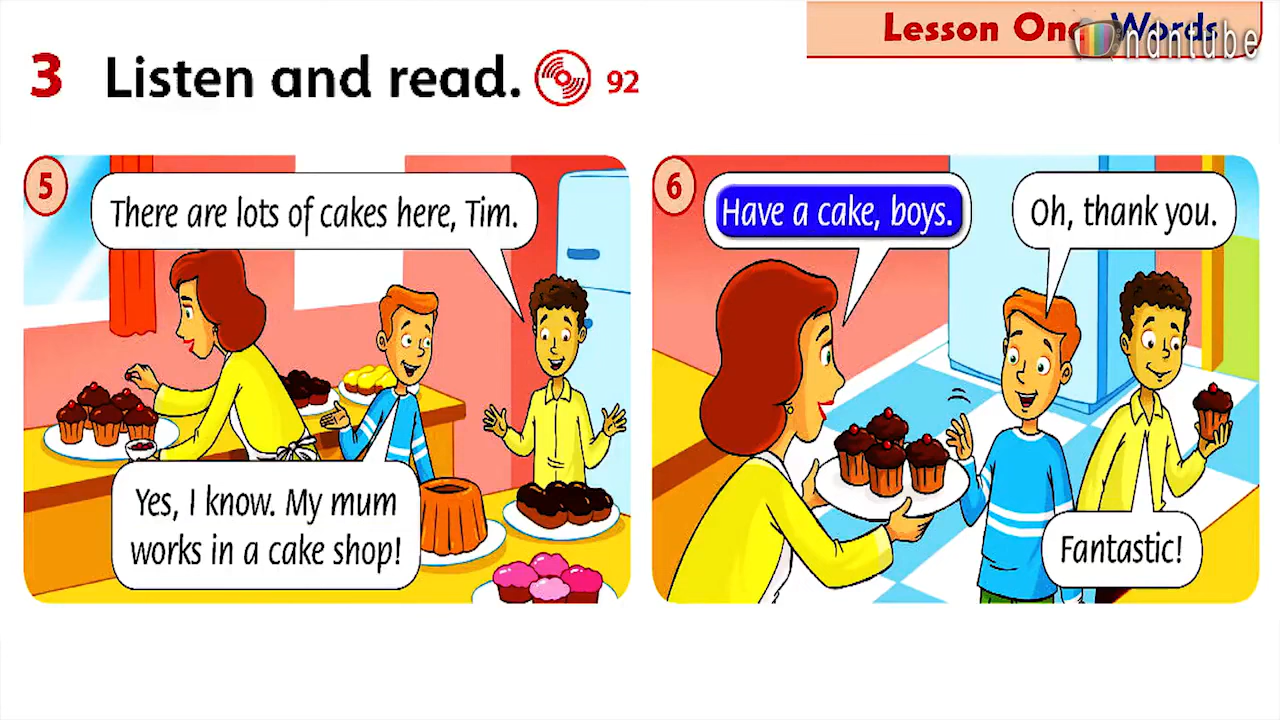 Lesson One Words
ndntube
3 Listen and read. 92
5
There are lots of cakes here, Tim.
Yes, I know. My mum
works in a cake shop!
6
Have a cake, boys.
Oh, thank you.
Fantastic!